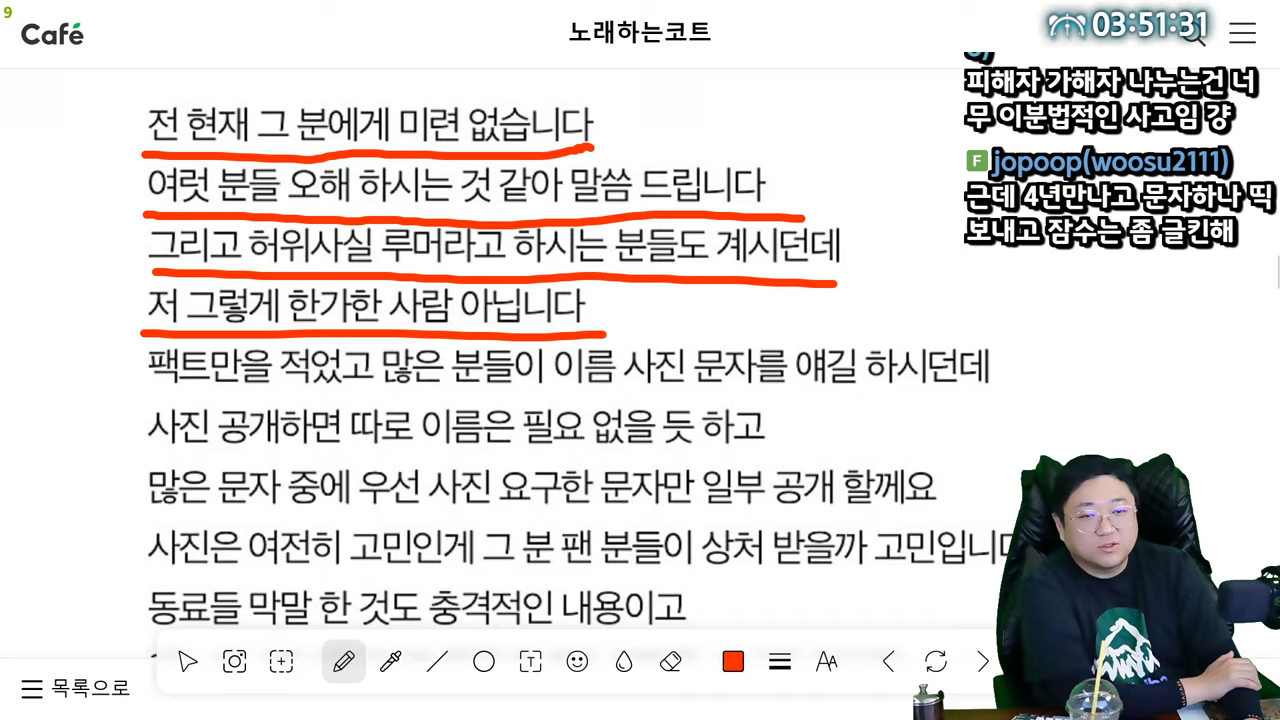 9
Café
노래하는코트
03:51:31
전 현재 그 분에게 미련 없습니다
여럿 분들 오해 하시는 것 같아 말씀 드립니다
그리고 허위사실 루머라고 하시는 분들도 계시던데
저 그렇게 한가한 사람 아닙니다
팩트만을 적었고 많은 분들이 이름 사진 문자를 얘길 하시던데
사진 공개하면 따로 이름은 필요 없을 듯 하고
많은 문자 중에 우선 사진 요구한 문자만 일부 공개 할께요
사진은 여전히 고민인게 그 분 팬 분들이 상처 받을까 고민입니다
동료들 막말 한 것도 충격적인 내용이고
피해자 가해자 나누는건 너
무 이분법적인 사고임 걍
F jopoop(woosu2111)
근데 4년만나고 문자하나 띡
보내고 잠수는 좀 글킨해
T
AA
목록으로